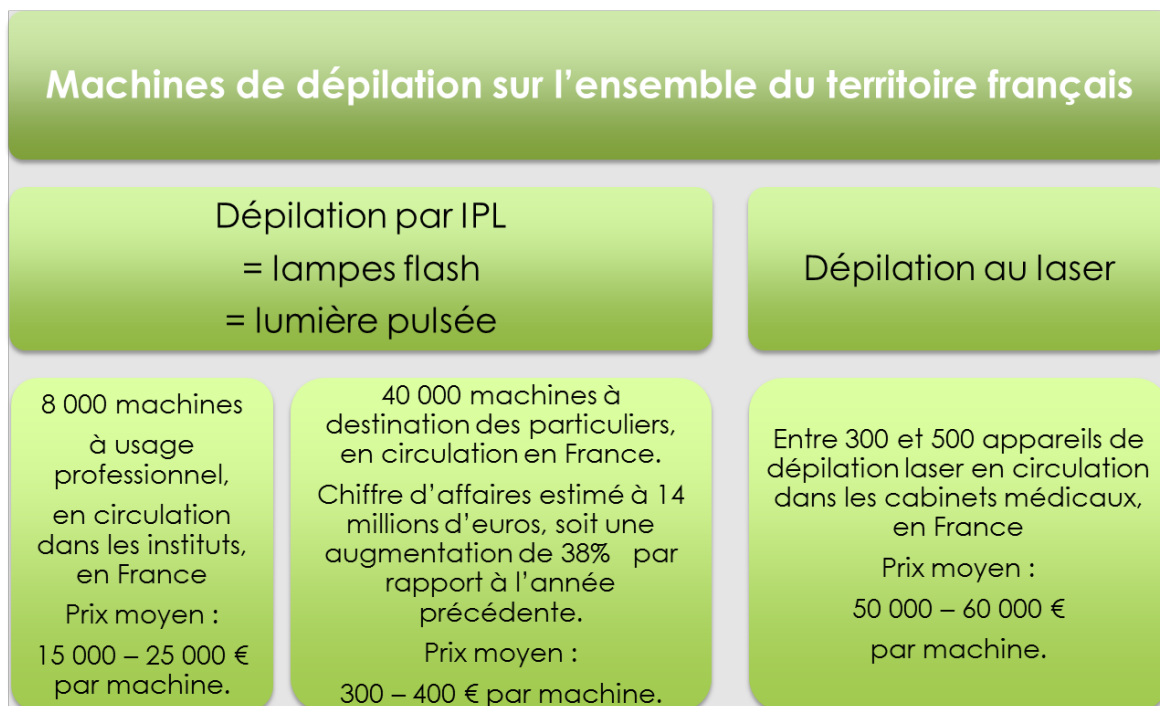 Machines de dépilation sur l’ensemble du territoire français
Dépilation par IPL
= lampes flash
= lumière pulsée
Dépilation au laser
8 000 machines
à usage
professionnel,
en circulation
dans les instituts,
en France
Prix moyen :
15 000 – 25 000 €
par machine.
40 000 machines à
destination des particuliers,
en circulation en France.
Chiffre d’affaires estimé à 14
millions d’euros, soit une
augmentation de 38% par
rapport à l’année
précédente.
Prix moyen :
300 – 400 € par machine.
Entre 300 et 500 appareils de
dépilation laser en circulation
dans les cabinets médicaux,
en France
Prix moyen :
50 000 – 60 000 €
par machine.